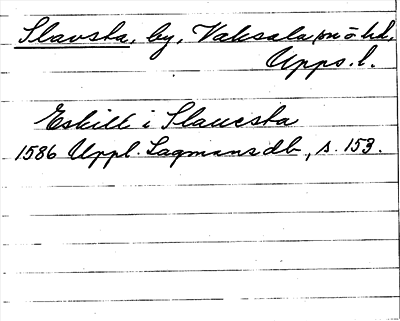 Slavsta, by, Vaksala sn o hd,
Upps. l.
Eskill i Slauesta
1586 Uppl. Lagmansdb, s. 153.